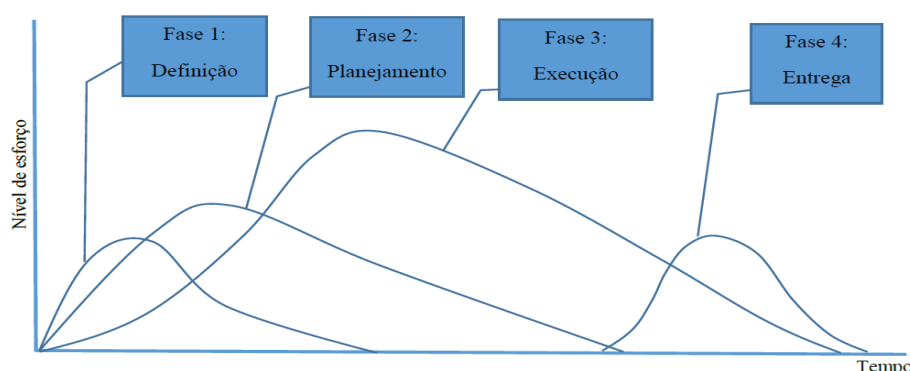 Fase 1:
Definição
Fase 2:
Planejamento
Fase 3:
Execução
Fase 4:
Entrega
Nível de esforço
Tempo